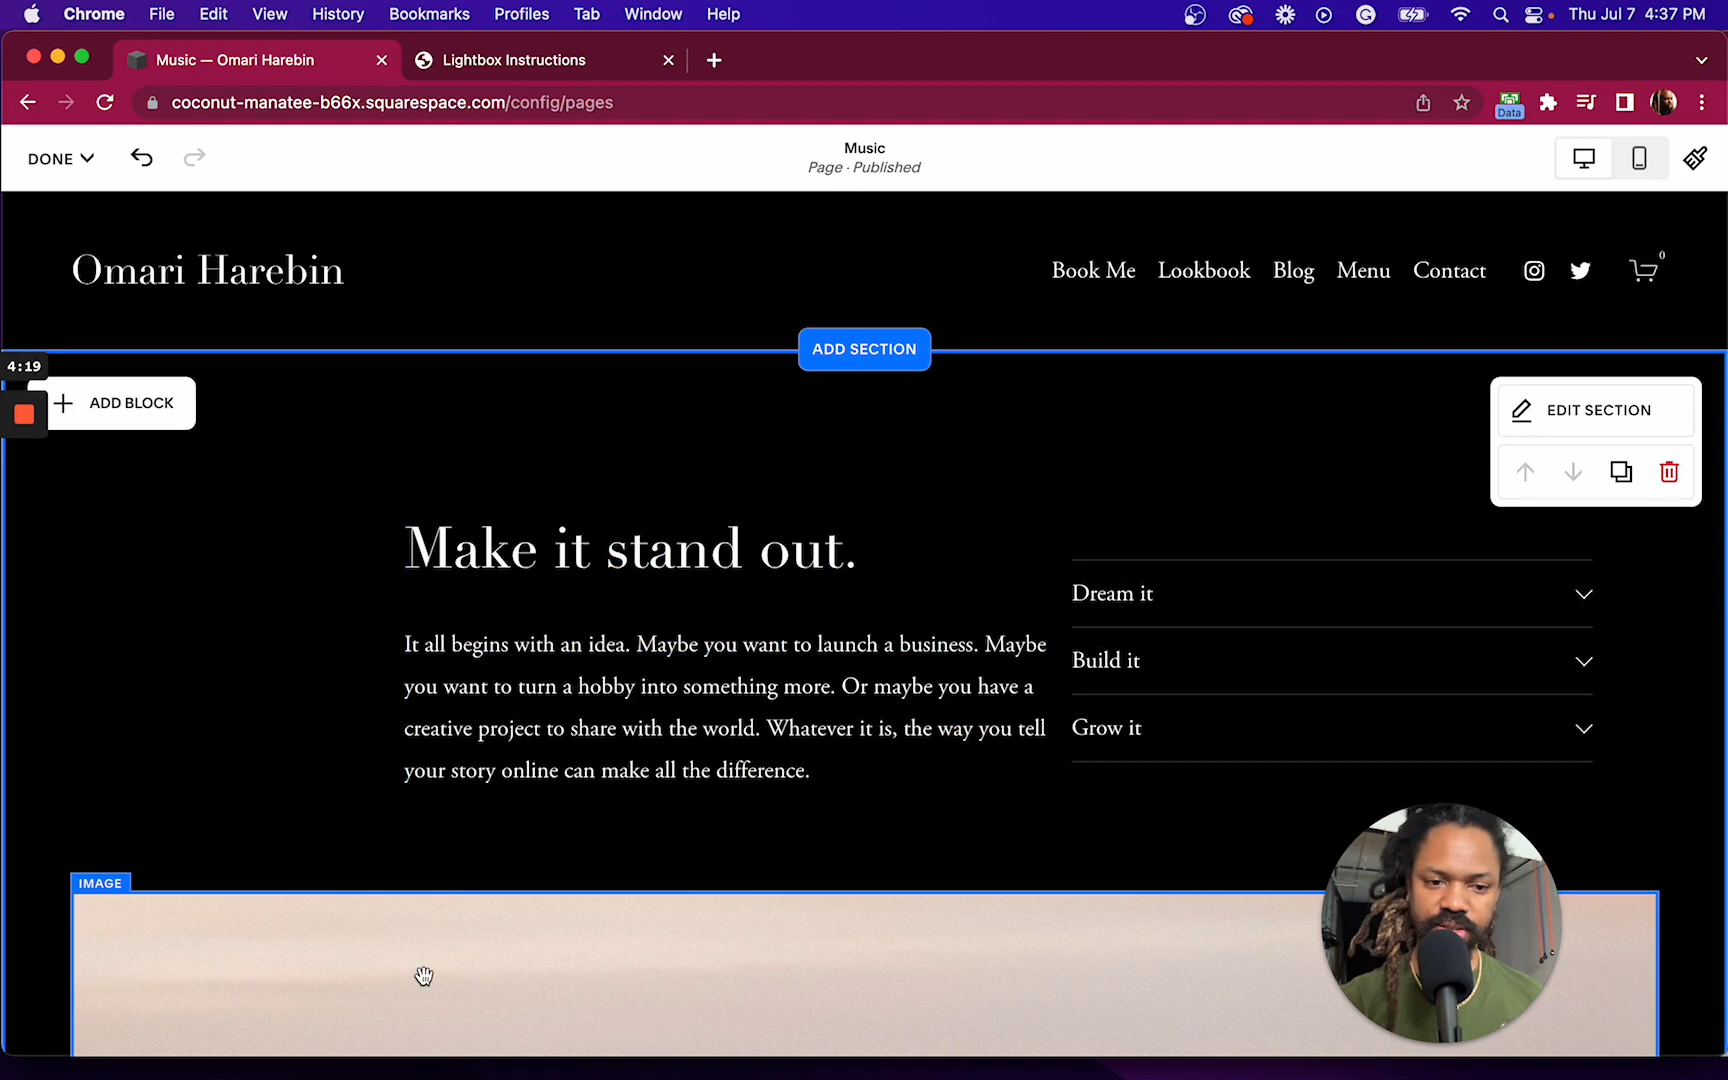 Chrome File Edit View History Bookmarks Profiles Tab Window Help Thu Jul 7 4:37 PM
Music — Omari Harebin
Lightbox Instructions
coconut-manatee-b66x.squarespace.com/config/pages
Data
DONE
Music
Page · Published
Omari Harebin
Book Me Lookbook Blog Menu Contact
0
ADD SECTION
4:19
ADD BLOCK
EDIT SECTION
Make it stand out.
It all begins with an idea. Maybe you want to launch a business. Maybe
you want to turn a hobby into something more. Or maybe you have a
creative project to share with the world. Whatever it is, the way you tell
your story online can make all the difference.
Dream it
Build it
Grow it
IMAGE